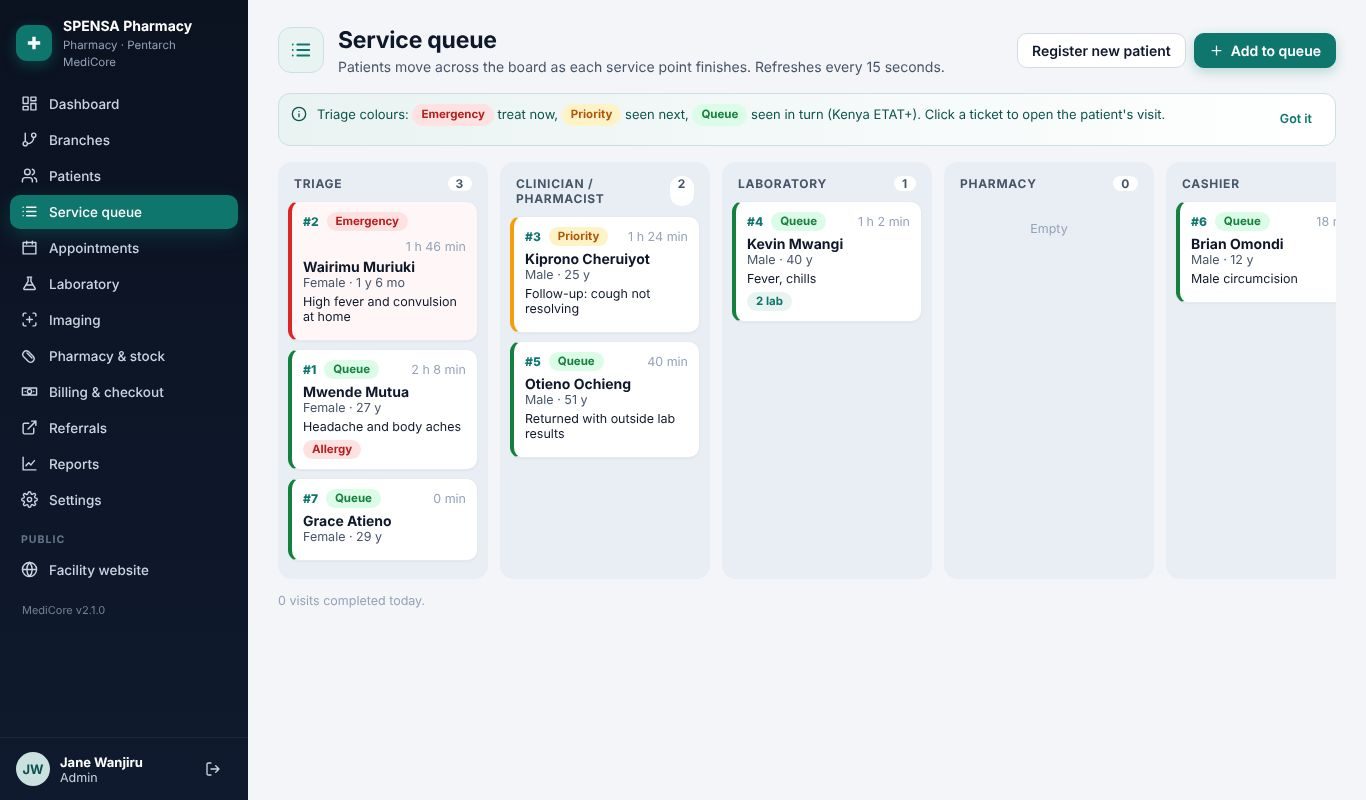 SPENSA Pharmacy
Pharmacy · Pentarch
MediCore
Dashboard
Branches
Patients
Service queue
Appointments
Laboratory
Imaging
Pharmacy & stock
Billing & checkout
Referrals
Reports
Settings
PUBLIC
Facility website
MediCore v2.1.0
JW
Jane Wanjiru
Admin
Service queue
Patients move across the board as each service point finishes. Refreshes every 15 seconds.
Register new patient
Add to queue
Triage colours: Emergency treat now, Priority seen next, Queue seen in turn (Kenya ETAT+). Click a ticket to open the patient's visit.
Got it
TRIAGE 3
#2 Emergency
1 h 46 min
Wairimu Muriuki
Female · 1 y 6 mo
High fever and convulsion
at home
#1 Queue 2 h 8 min
Mwende Mutua
Female · 27 y
Headache and body aches
Allergy
#7 Queue 0 min
Grace Atieno
Female · 29 y
CLINICIAN / 2
PHARMACIST
#3 Priority 1 h 24 min
Kiprono Cheruiyot
Male · 25 y
Follow-up: cough not
resolving
#5 Queue 40 min
Otieno Ochieng
Male · 51 y
Returned with outside lab
results
LABORATORY 1
#4 Queue 1 h 2 min
Kevin Mwangi
Male · 40 y
Fever, chills
2 lab
PHARMACY 0
Empty
CASHIER
#6 Queue 18
Brian Omondi
Male · 12 y
Male circumcision
0 visits completed today.